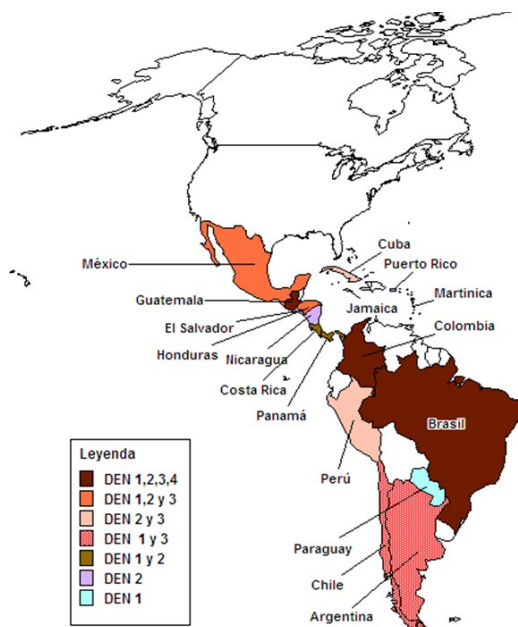 Cuba
México
Puerto Rico
Guatemala
Jamaica
Martinica
El Salvador
Colombia
Honduras
Nicaragua
Costa Rica
Panamá
Brasil
Perú
Leyenda
DEN 1,2,3,4
DEN 1,2 y 3
DEN 2 y 3
DEN 1 y 3
DEN 1 y 2
DEN 2
DEN 1
Paraguay
Chile
Argentina